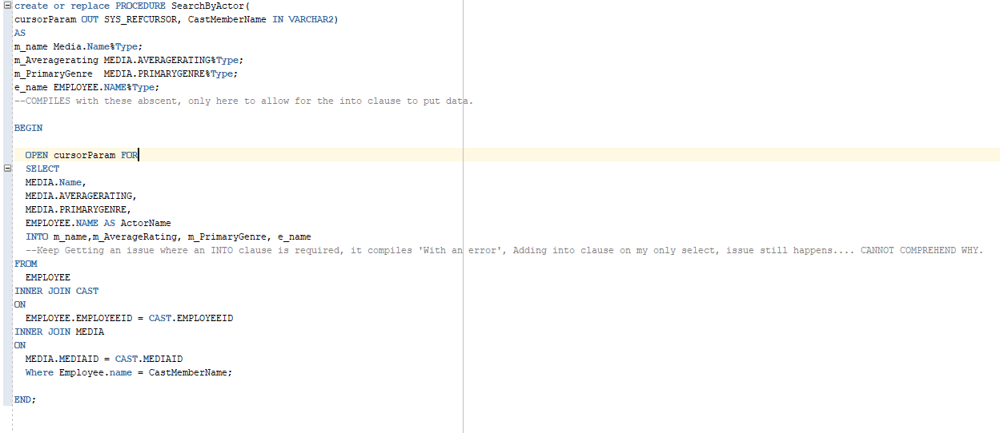 create or replace PROCEDURE SearchByActor(
cursorParam OUT SYS_REFCURSOR, CastMemberName IN VARCHAR2)
AS
m_name Media.Name%Type;
m_Averagerating MEDIA.AVERAGERATING%Type;
m_PrimaryGenre  MEDIA.PRIMARYGENRE%Type;
e_name EMPLOYEE.NAME%Type;
--COMPILES with these abscent, only here to allow for the into clause to put data.
BEGIN
OPEN cursorParam FOR
SELECT
MEDIA.Name,
MEDIA.AVERAGERATING,
MEDIA.PRIMARYGENRE,
EMPLOYEE.NAME AS ActorName
INTO m_name,m_AverageRating, m_PrimaryGenre, e_name
--Keep Getting an issue where an INTO clause is required, it compiles 'With an error', Adding into clause on my only select, issue still happens.... CANNOT COMPREHEND WHY.
FROM
EMPLOYEE
INNER JOIN CAST
ON
EMPLOYEE.EMPLOYEEID = CAST.EMPLOYEEID
INNER JOIN MEDIA
ON
MEDIA.MEDIAID = CAST.MEDIAID
Where Employee.name = CastMemberName;
END;